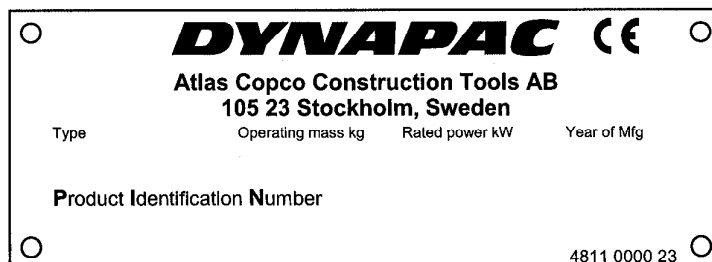 DYNAPAC CE
Atlas Copco Construction Tools AB
105 23 Stockholm, Sweden
Type Operating mass kg Rated power kW Year of Mfg
Product Identification Number
4811 0000 23